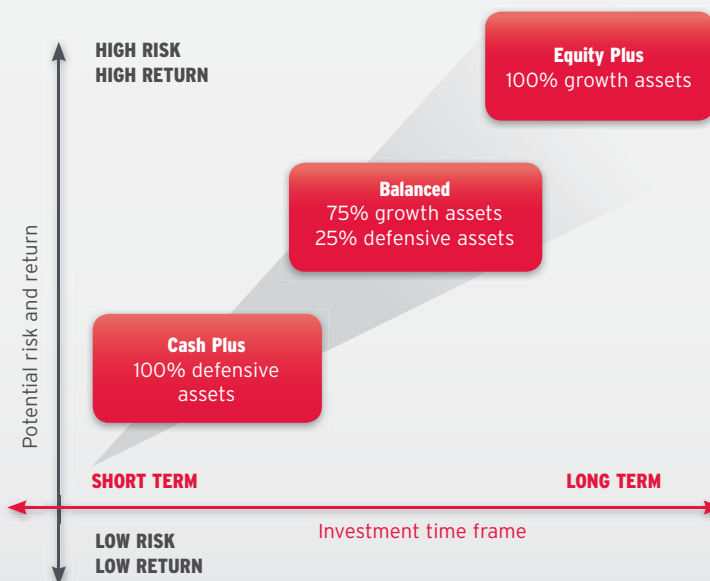 HIGH RISK
HIGH RETURN
Equity Plus
100% growth assets
Balanced
75% growth assets
25% defensive assets
Cash Plus
100% defensive
assets
Potential risk and return
SHORT TERM
LONG TERM
Investment time frame
LOW RISK
LOW RETURN